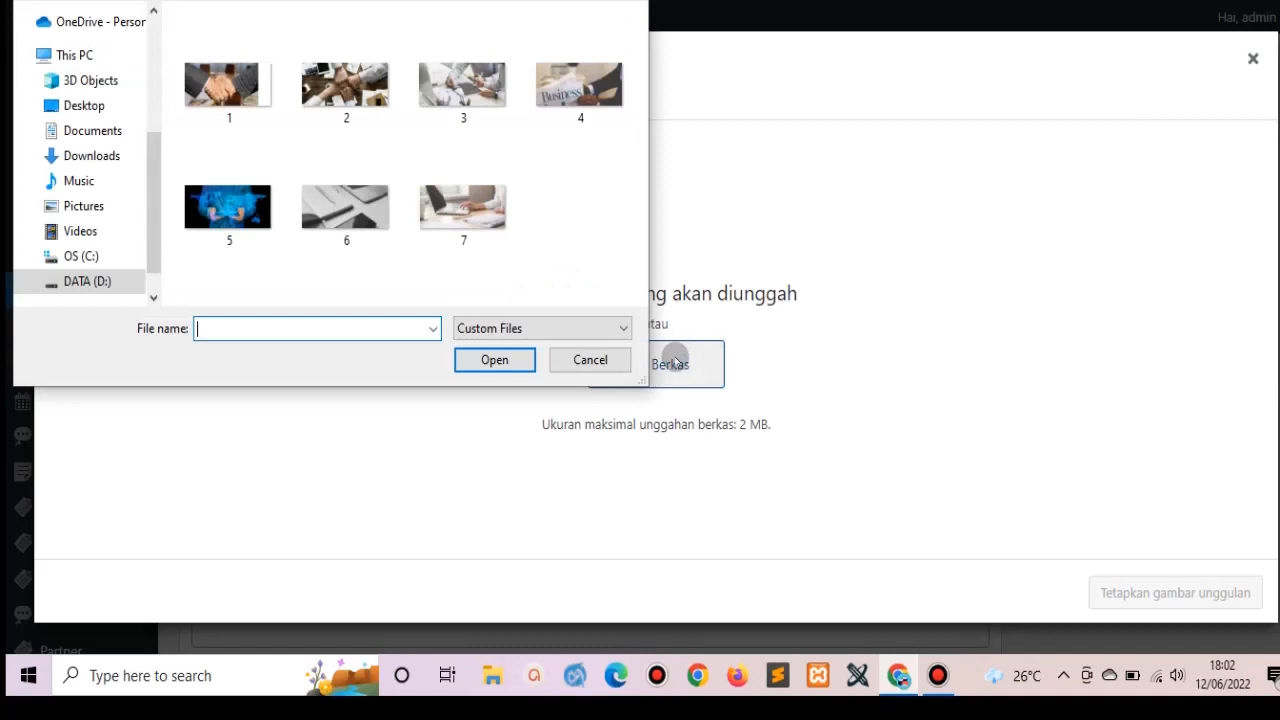 OneDrive - Person
Hai, admin
This PC
3D Objects
Desktop
Documents
Downloads
Music
Pictures
Videos
OS (C:)
DATA (D:)
1
2
3
4
Business
5
6
7
ng akan diunggah
atau
Berkas
File name:
Custom Files
Open
Cancel
Ukuran maksimal unggahan berkas: 2 MB.
Tetapkan gambar unggulan
Partner
Type here to search
26°C
18:02
12/06/2022